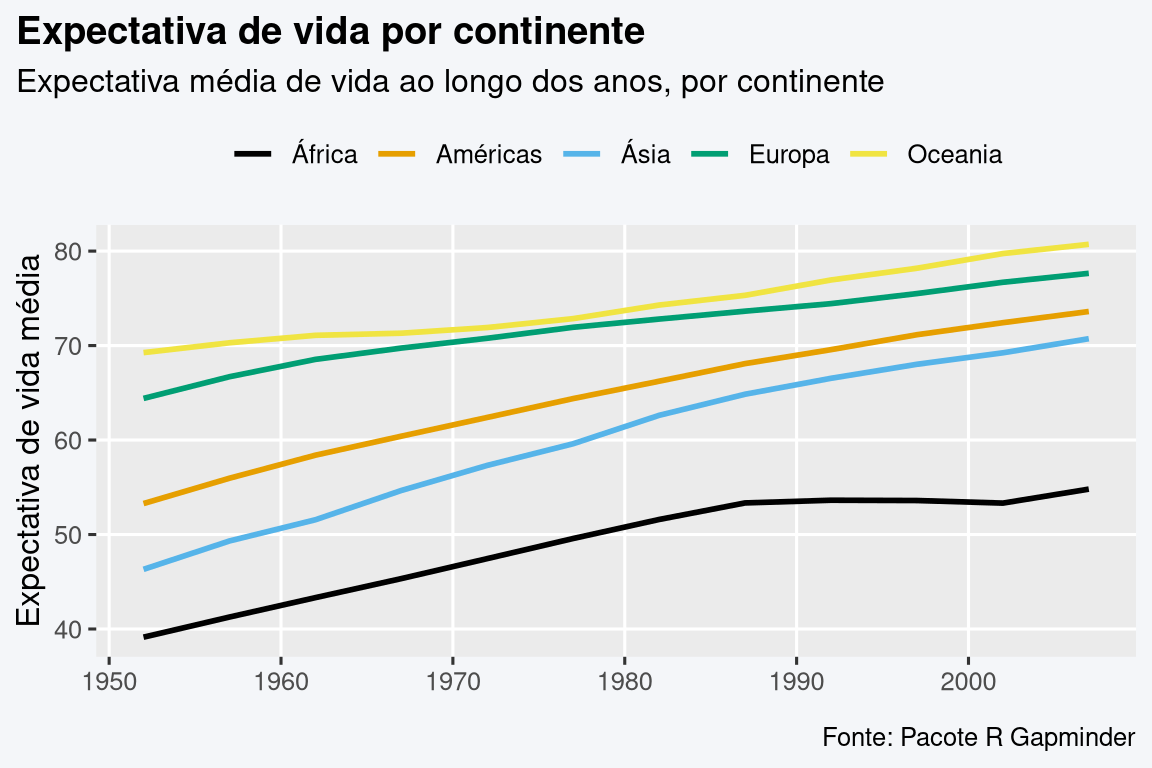 Expectativa de vida por continente
Expectativa média de vida ao longo dos anos, por continente
África Américas Ásia Europa Oceania
Expectativa de vida média
80
70
60
50
40
1950 1960 1970 1980 1990 2000
Fonte: Pacote R Gapminder